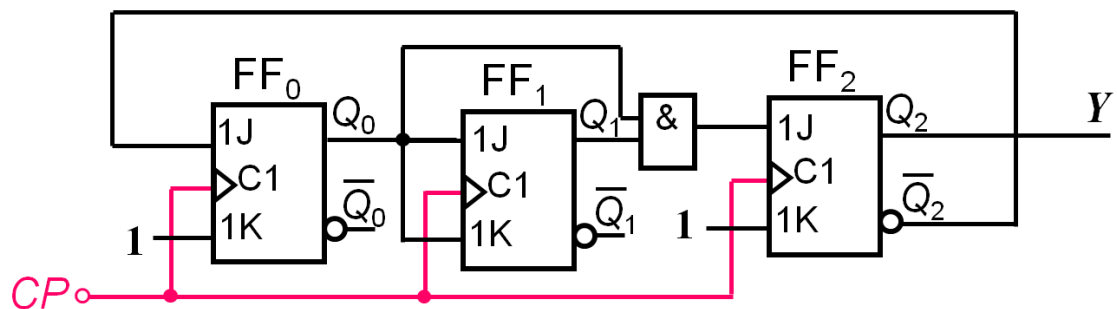 FF₀ FF₁ FF₂
Q₀ Q₁ & Q₂ Y
1J 1J 1J
C1 C1 C1
Q̅₀ Q̅₁ Q̅₂
1 1K 1K 1 1K
CP